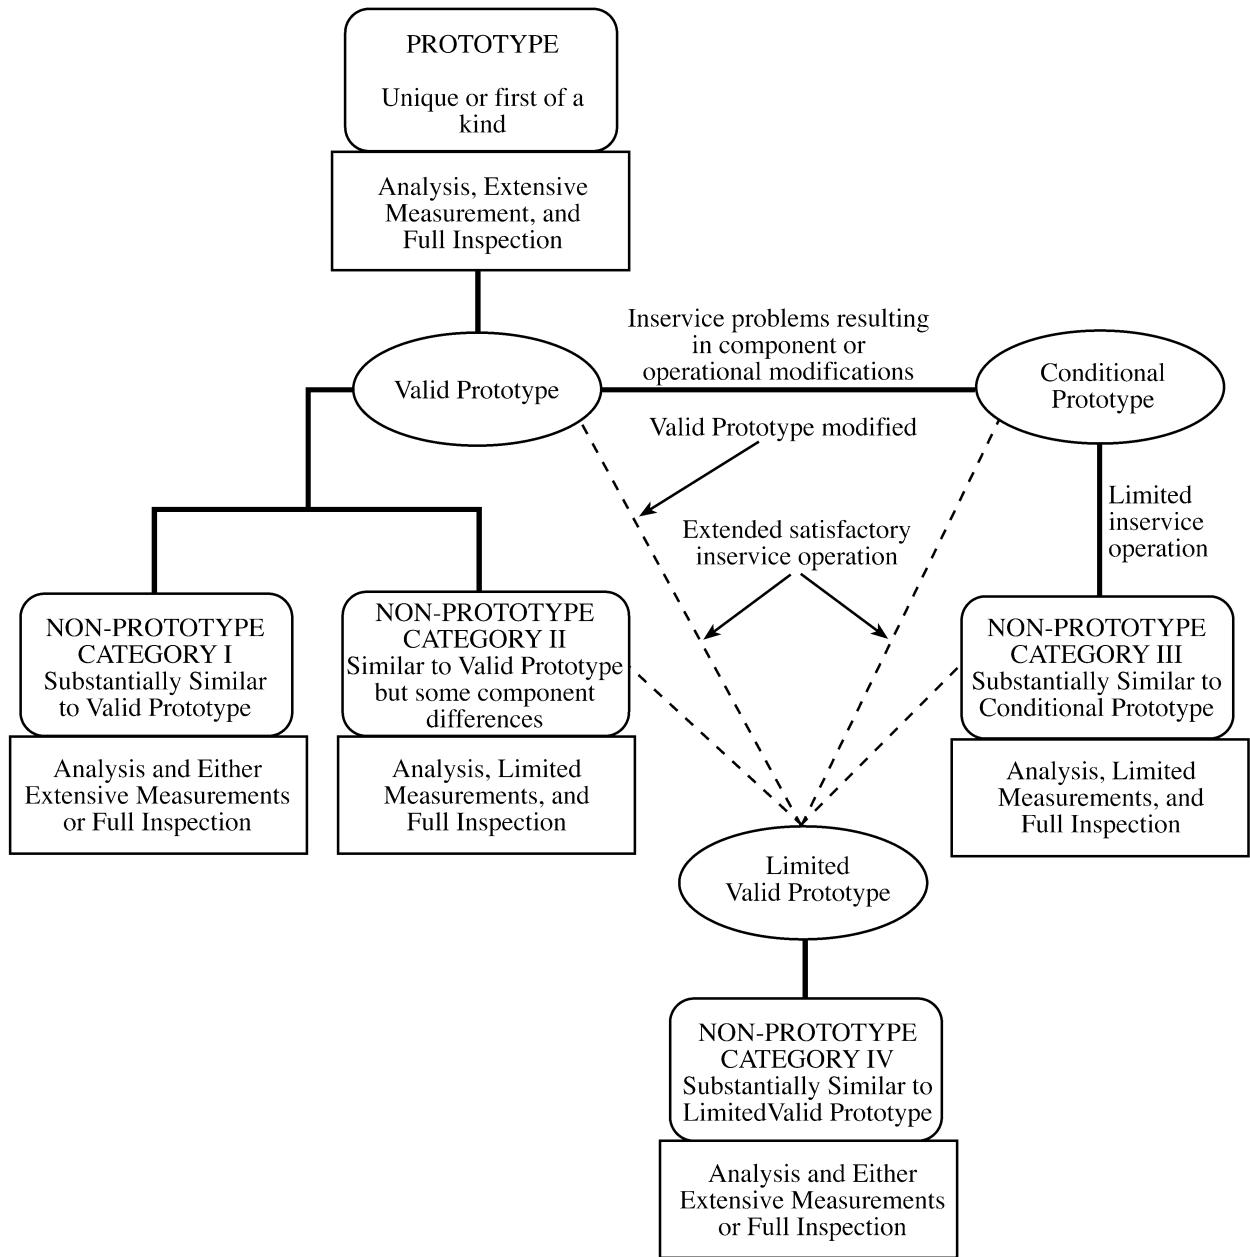 PROTOTYPE
Unique or first of a
kind
Analysis, Extensive
Measurement, and
Full Inspection
Inservice problems resulting
in component or
operational modifications
Valid Prototype
Conditional
Prototype
Valid Prototype modified
Extended satisfactory
inservice operation
Limited
inservice
operation
NON-PROTOTYPE
CATEGORY I
Substantially Similar
to Valid Prototype
Analysis and Either
Extensive Measurements
or Full Inspection
NON-PROTOTYPE
CATEGORY II
Similar to Valid Prototype
but some component
differences
Analysis, Limited
Measurements, and
Full Inspection
NON-PROTOTYPE
CATEGORY III
Substantially Similar to
Conditional Prototype
Analysis, Limited
Measurements, and
Full Inspection
Limited
Valid Prototype
NON-PROTOTYPE
CATEGORY IV
Substantially Similar to
LimitedValid Prototype
Analysis and Either
Extensive Measurements
or Full Inspection